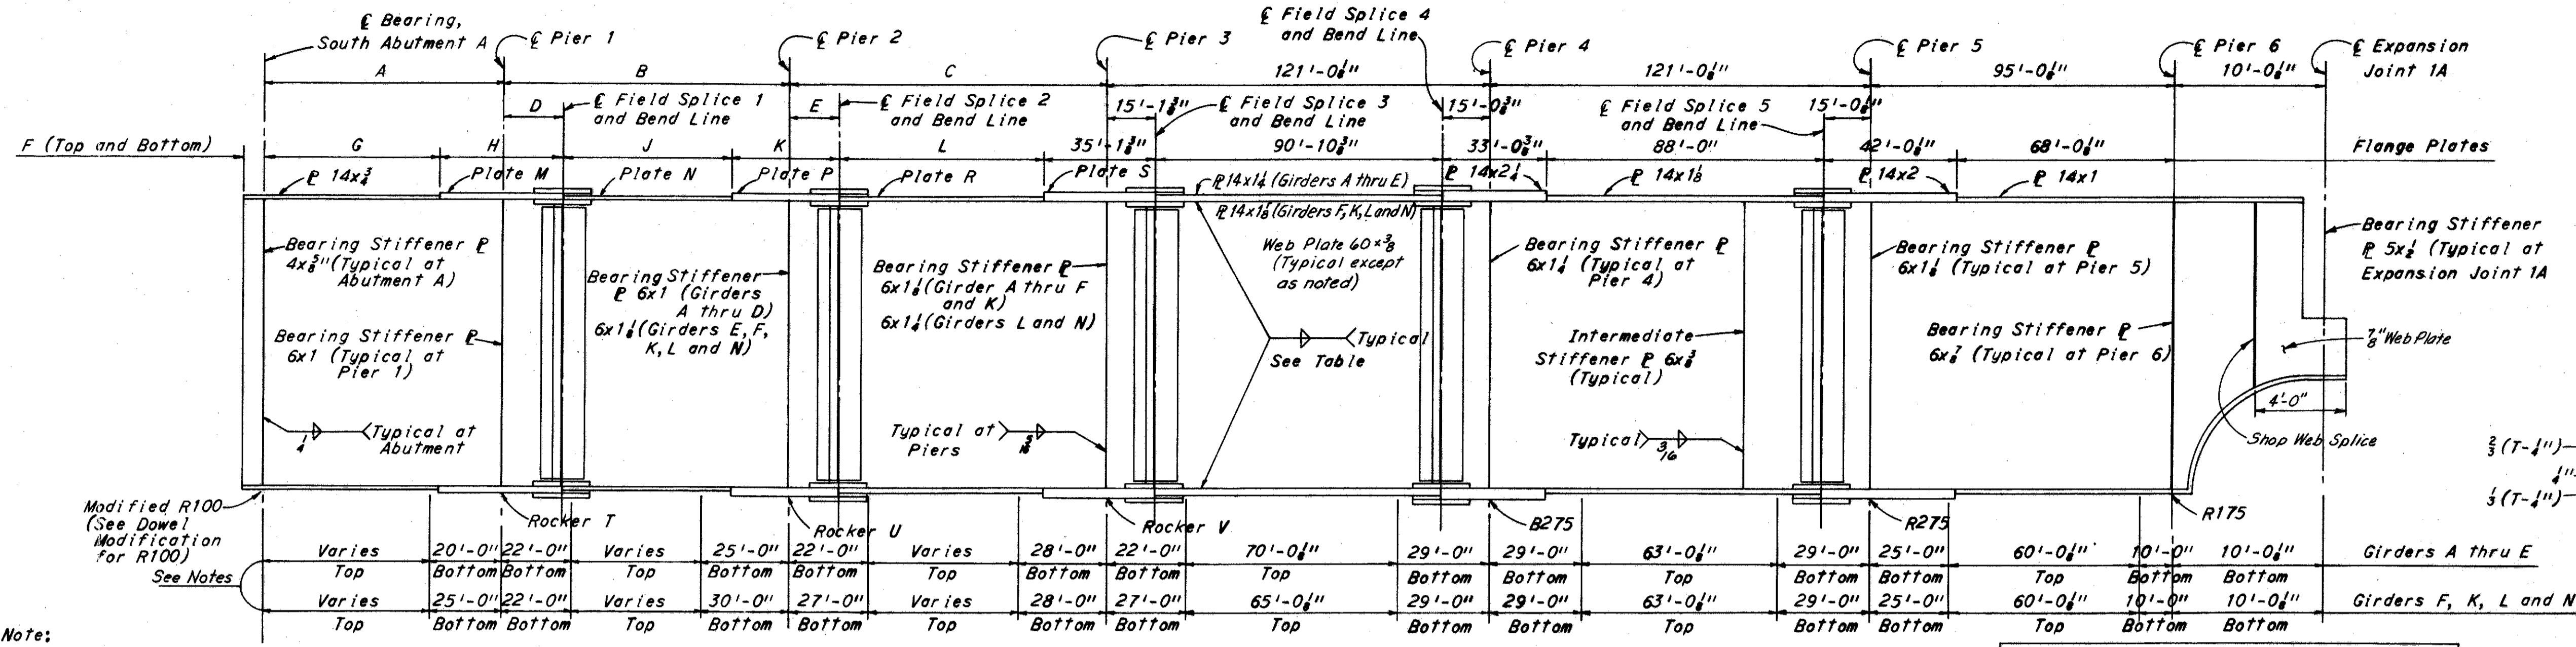 ℄ Bearing,
South Abutment A
℄ Pier 1
℄ Pier 2
℄ Pier 3
℄ Field Splice 4
and Bend Line
℄ Pier 4
℄ Pier 5
℄ Pier 6
℄ Expansion
Joint 1A
A
B
C
121'-0⅛"
121'-0⅛"
95'-0⅛"
10'-0⅛"
D
℄ Field Splice 1
and Bend Line
E
℄ Field Splice 2
and Bend Line
15'-1⅜"
℄ Field Splice 3
and Bend Line
15'-0⅜"
℄ Field Splice 5
and Bend Line
15'-0⅛"
F (Top and Bottom)
G
H
J
K
L
35'-1⅜"
90'-10⅜"
33'-0⅜"
88'-0"
42'-0⅛"
68'-0⅛"
Flange Plates
℄ 14x¾
Plate M
Plate N
Plate P
Plate R
Plate S
℄ 14x1¼ (Girders A thru E)
℄ 14x1⅛ (Girders F, K, L and N)
℄ 14x2¼
℄ 14x1⅛
℄ 14x2
℄ 14x1
Bearing Stiffener ℄
4x⅝" (Typical at
Abutment A)
Bearing Stiffener ℄
6x1 (Typical at
Pier 1)
Bearing Stiffener
℄ 6x1 (Girders
A thru D)
6x1⅛ (Girders E, F,
K, L and N)
Bearing Stiffener ℄
6x1⅛ (Girder A thru F
and K)
6x1¼ (Girders L and N)
Web Plate 60x⅜
(Typical except
as noted)
Typical
See Table
Bearing Stiffener ℄
6x1¼ (Typical at
Pier 4)
Intermediate
Stiffener ℄ 6x⅜
(Typical)
Bearing Stiffener ℄
6x1⅛ (Typical at Pier 5)
Bearing Stiffener ℄
6x⅞ (Typical at Pier 6)
Bearing Stiffener
℄ 5x½ (Typical at
Expansion Joint 1A
⅞" Web Plate
4'-0"
Shop Web Splice
¼
Typical at
Abutment
Typical at
Piers
5/16
Typical
3/16
⅔ (T-¼")
¼"
⅓ (T-¼")
Modified R100
(See Dowel
Modification
for R100)
See Notes
Rocker T
Rocker U
Rocker V
B275
R275
R175
Varies 20'-0" 22'-0" Varies 25'-0" 22'-0" Varies 28'-0" 22'-0" 70'-0⅛" 29'-0" 29'-0" 63'-0⅛" 29'-0" 25'-0" 60'-0⅛" 10'-0" 10'-0⅛" Girders A thru E
Top Bottom Bottom Top Bottom Bottom Top Bottom Bottom Top Bottom Bottom Top Bottom Bottom Top Bottom Bottom
Varies 25'-0" 22'-0" Varies 30'-0" 27'-0" Varies 28'-0" 27'-0" 65'-0⅛" 29'-0" 29'-0" 63'-0⅛" 29'-0" 25'-0" 60'-0⅛" 10'-0" 10'-0⅛" Girders F, K, L and N
Top Bottom Bottom Top Bottom Bottom Top Bottom Bottom Top Bottom Bottom Top Bottom Bottom Top Bottom Bottom
Note: